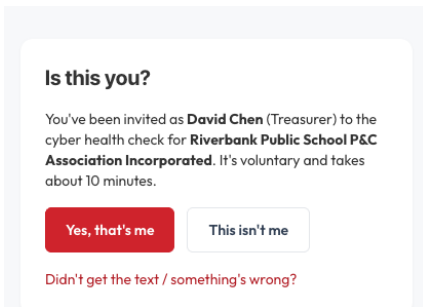 Is this you?
You've been invited as David Chen (Treasurer) to the
cyber health check for Riverbank Public School P&C
Association Incorporated. It's voluntary and takes
about 10 minutes.
Yes, that's me
This isn't me
Didn't get the text / something's wrong?